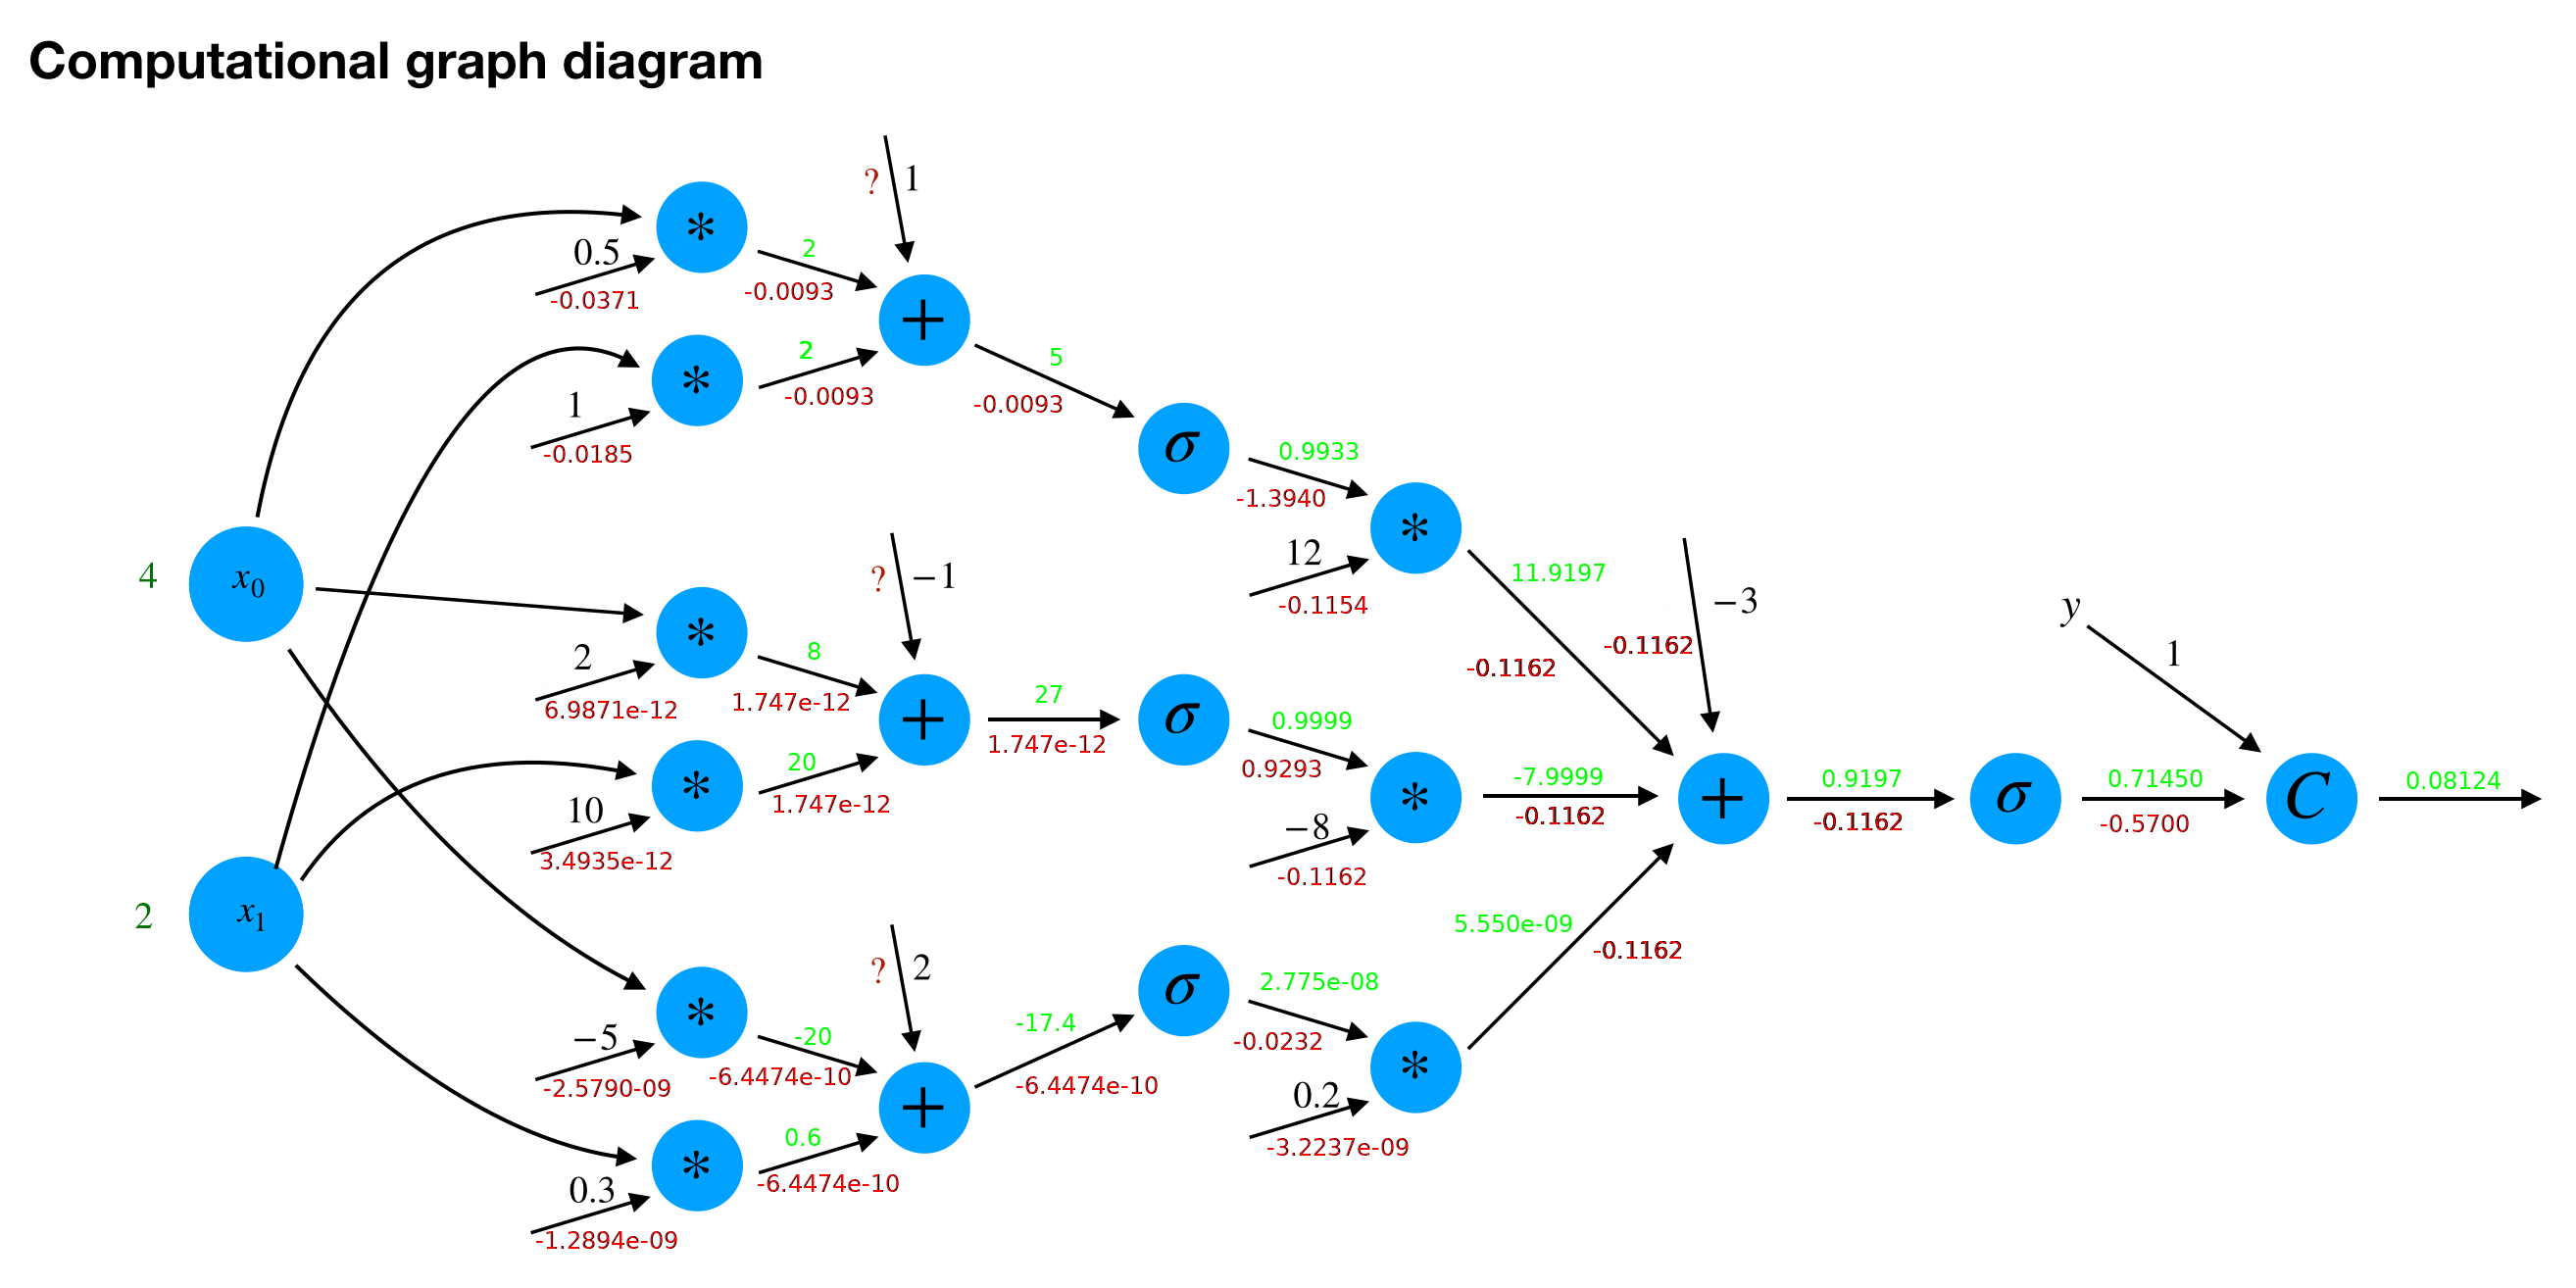 Computational graph diagram
? 1
*
0.5
-0.0371
2
-0.0093
+
*
1
-0.0185
2
-0.0093
5
-0.0093
σ
0.9933
-1.3940
*
12
-0.1154
11.9197
-0.1162
4
x0
? −1
*
2
6.9871e-12
8
1.747e-12
+
*
10
3.4935e-12
20
1.747e-12
27
1.747e-12
σ
0.9999
0.9293
*
−8
-0.1162
-7.9999
-0.1162
−3
-0.1162
+
0.9197
-0.1162
σ
0.71450
-0.5700
y
1
C
0.08124
2
x1
? 2
*
−5
-2.5790-09
-20
-6.4474e-10
+
*
0.3
-1.2894e-09
0.6
-6.4474e-10
-17.4
-6.4474e-10
σ
2.775e-08
-0.0232
*
0.2
-3.2237e-09
5.550e-09
-0.1162